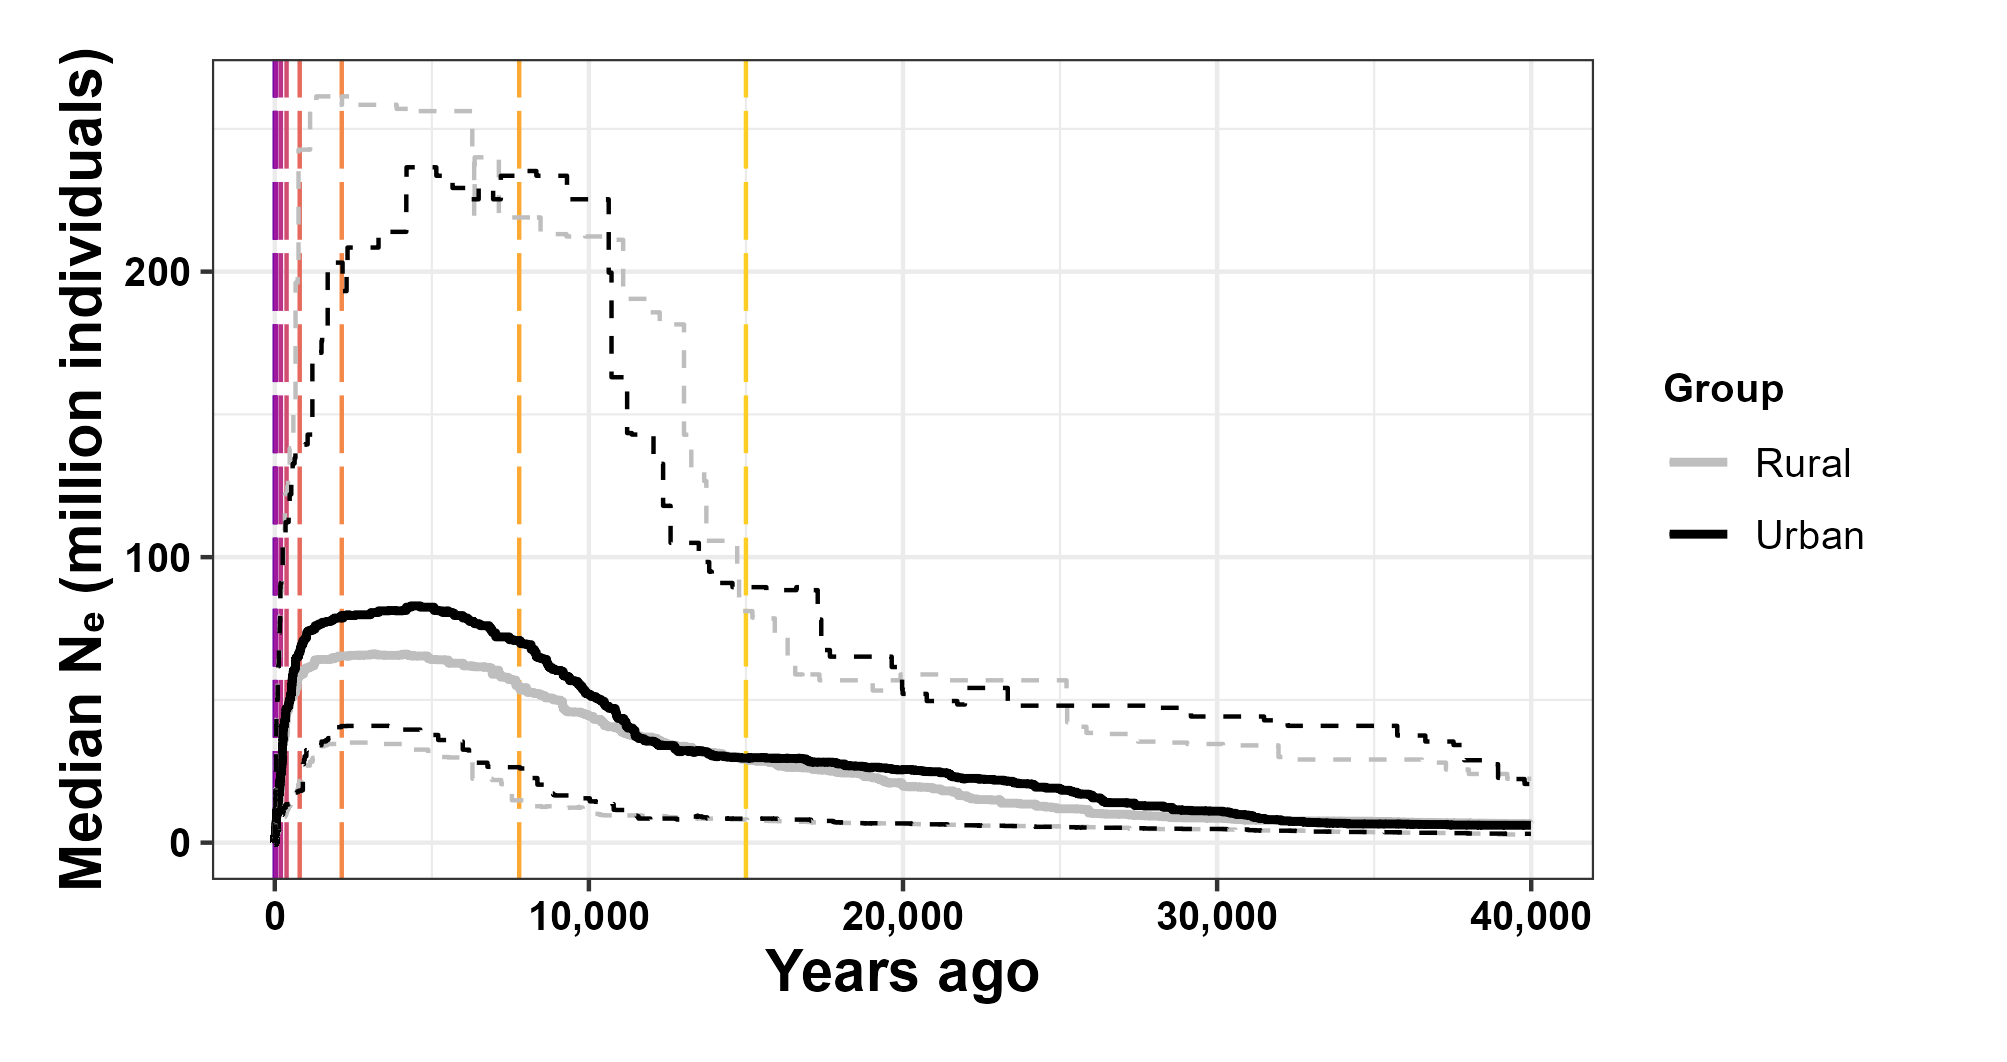 Median Ne (million individuals)
200
100
0
0
10,000
20,000
30,000
40,000
Years ago
Group
Rural
Urban